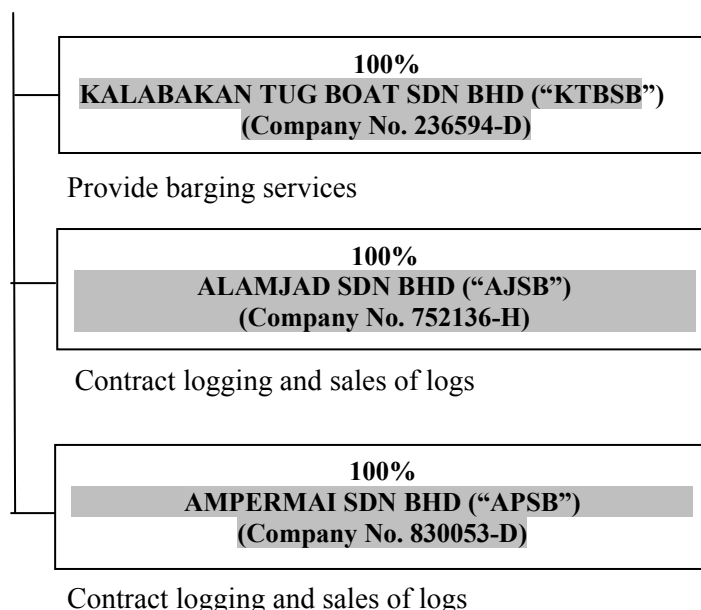 100%
KALABAKAN TUG BOAT SDN BHD (“KTBSB”)
(Company No. 236594-D)
Provide barging services
100%
ALAMJAD SDN BHD (“AJSB”)
(Company No. 752136-H)
Contract logging and sales of logs
100%
AMPERMAI SDN BHD (“APSB”)
(Company No. 830053-D)
Contract logging and sales of logs